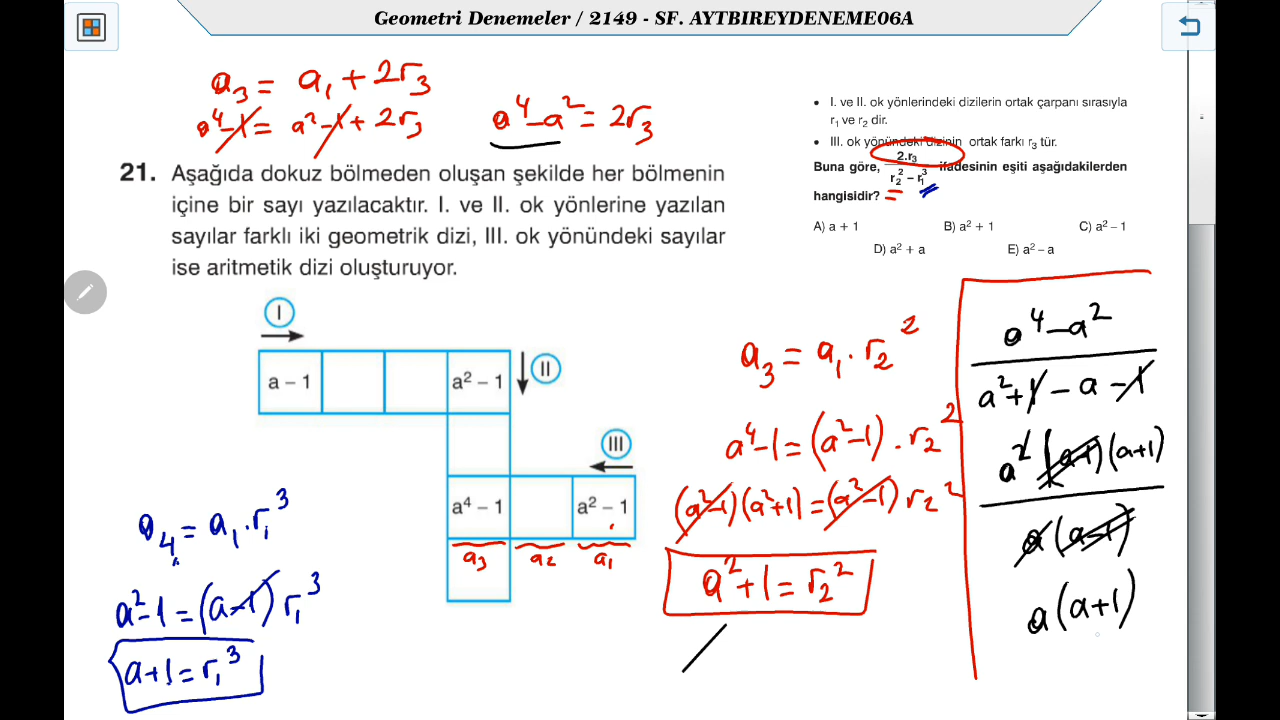 Geometri Denemeler / 2149 - SF. AYTBIREYDENEME06A
a₃ = a₁ + 2r₃
a⁴-1 = a²-1 + 2r₃
a⁴-a² = 2r₃
21. Aşağıda dokuz bölmeden oluşan şekilde her bölmenin
içine bir sayı yazılacaktır. I. ve II. ok yönlerine yazılan
sayılar farklı iki geometrik dizi, III. ok yönündeki sayılar
ise aritmetik dizi oluşturuyor.
• I. ve II. ok yönlerindeki dizilerin ortak çarpanı sırasıyla
r₁ ve r₂ dir.
• III. ok yönündeki dizinin ortak farkı r₃ tür.
Buna göre, 2.r₃ / r₂² – r₁³ ifadesinin eşiti aşağıdakilerden
hangisidir?
A) a + 1 B) a² + 1 C) a² – 1
D) a² + a E) a² – a
I
a – 1 a² – 1
II
III
a⁴ – 1 a² – 1
a₃ a₂ a₁
a₄ = a₁ . r₁³
a²-1 = (a-1) r₁³
a+1 = r₁³
a₃ = a₁ . r₂²
a⁴-1 = (a²-1) . r₂²
(a²-1)(a²+1) = (a²-1) r₂²
a²+1 = r₂²
a⁴-a²
a²+1-a-1
a²(a-1)(a+1)
a(a-1)
a(a+1)